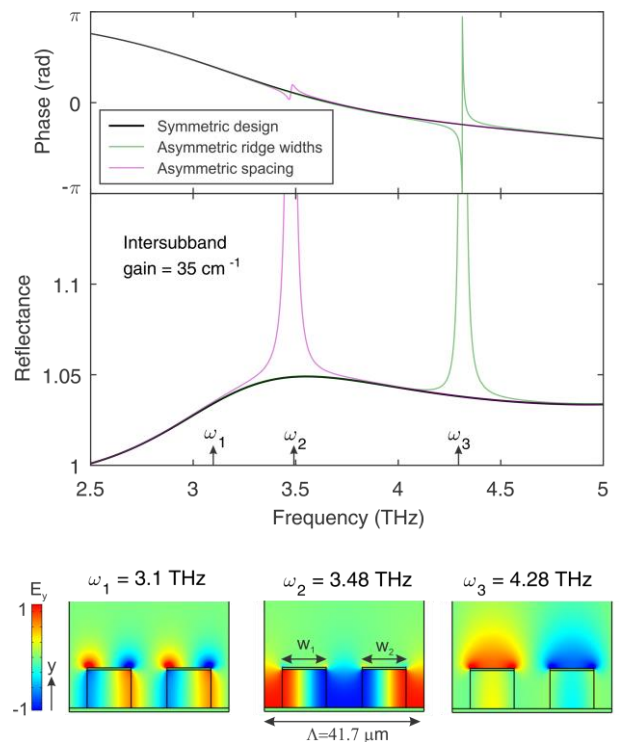 π
0
-π
Phase (rad)
Symmetric design
Asymmetric ridge widths
Asymmetric spacing
Intersubband
gain = 35 cm⁻¹
1.1
1.05
1
Reflectance
ω₁
ω₂
ω₃
2.5 3 3.5 4 4.5 5
Frequency (THz)
E_y
1
-1
y
ω₁ = 3.1 THz
ω₂ = 3.48 THz
ω₃ = 4.28 THz
w₁
w₂
Λ=41.7 μm